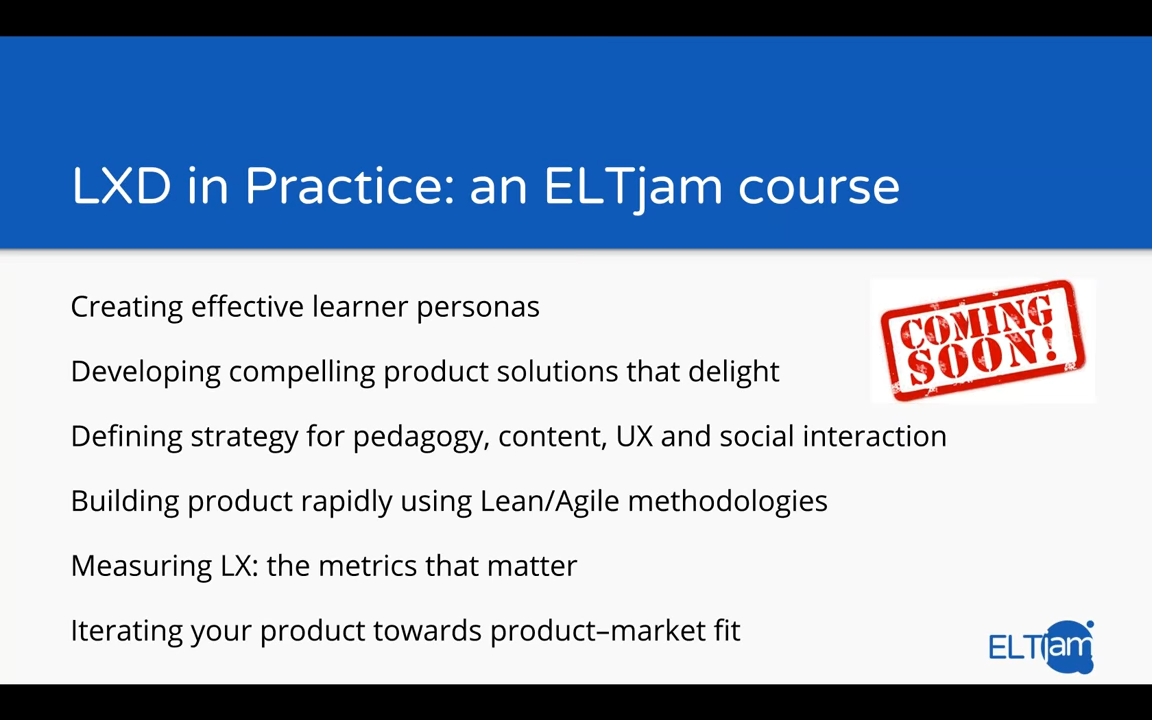 LXD in Practice: an ELTjam course
Creating effective learner personas
COMING
SOON!
Developing compelling product solutions that delight
Defining strategy for pedagogy, content, UX and social interaction
Building product rapidly using Lean/Agile methodologies
Measuring LX: the metrics that matter
Iterating your product towards product–market fit
ELTjam